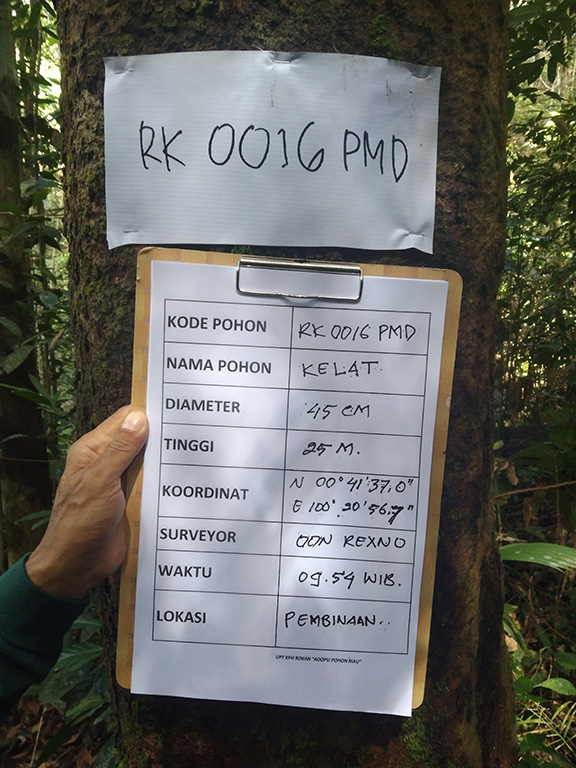 RK 0016 PMD
KODE POHON RK 0016 PMD
NAMA POHON KELAT.
DIAMETER 45 CM
TINGGI 25 M.
KOORDINAT N 00° 41' 37,0"
E 100°. 20' 56,7"
SURVEYOR DON REXNO
WAKTU 09.54 WIB.
LOKASI PEMBINAAN..
UPT KPH ROKAN "ADOPSI POHON RIAU"